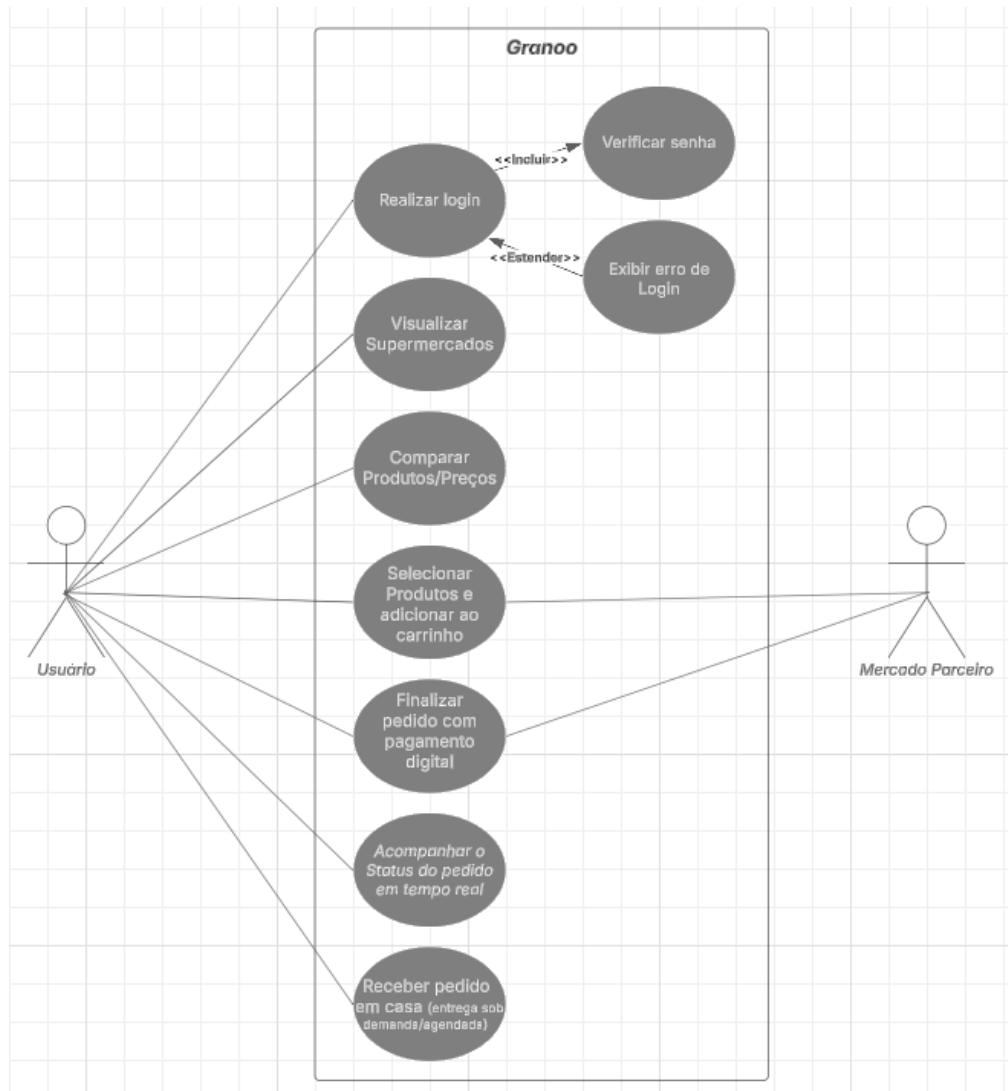 Granoo
Verificar senha
<<Incluir>>
Realizar login
<<Estender>>
Exibir erro de
Login
Visualizar
Supermercados
Comparar
Produtos/Preços
Selecionar
Produtos e
adicionar ao
carrinho
Usuário
Mercado Parceiro
Finalizar
pedido com
pagamento
digital
Acompanhar o
Status do pedido
em tempo real
Receber pedido
em casa (entrega sob
demanda/agendada)